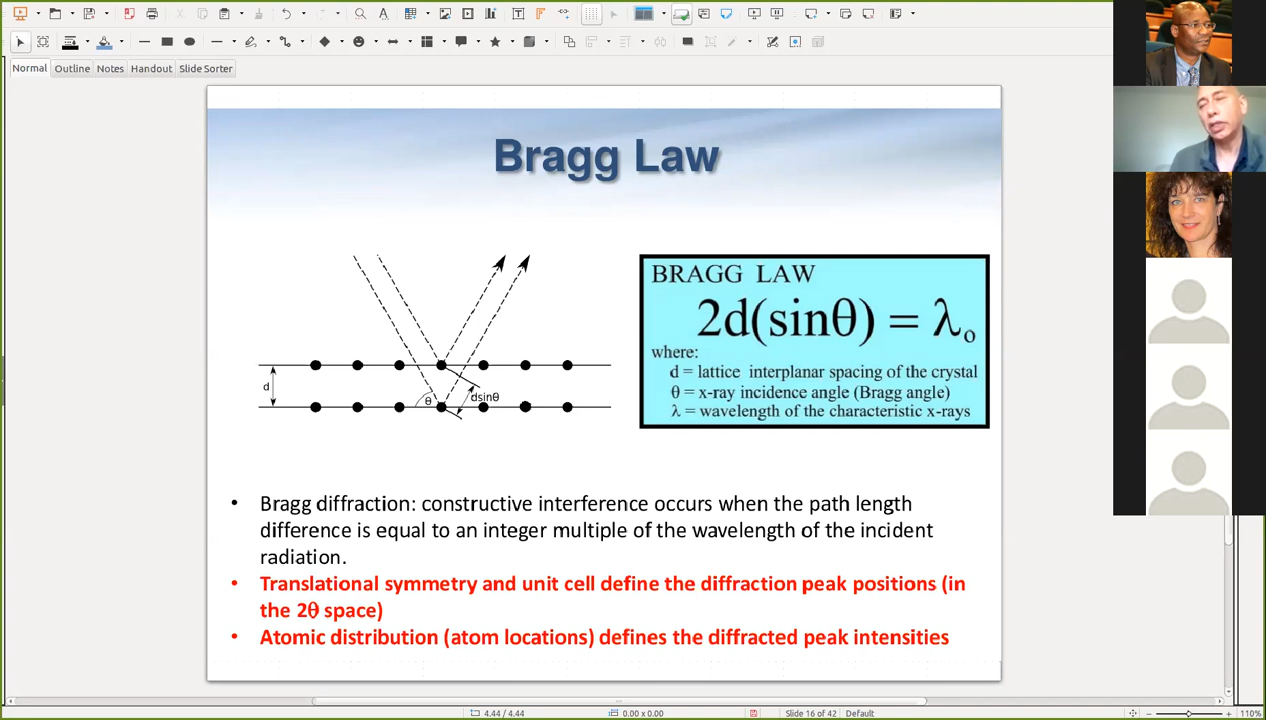 Normal
Outline
Notes
Handout
Slide Sorter
Bragg Law
d
θ
dsinθ
BRAGG LAW
2d(sinθ) = λo
where:
d = lattice interplanar spacing of the crystal
θ = x-ray incidence angle (Bragg angle)
λ = wavelength of the characteristic x-rays
• Bragg diffraction: constructive interference occurs when the path length
difference is equal to an integer multiple of the wavelength of the incident
radiation.
• Translational symmetry and unit cell define the diffraction peak positions (in
the 2θ space)
• Atomic distribution (atom locations) defines the diffracted peak intensities
4.44 / 4.44
0.00 x 0.00
Slide 16 of 42
Default
110%